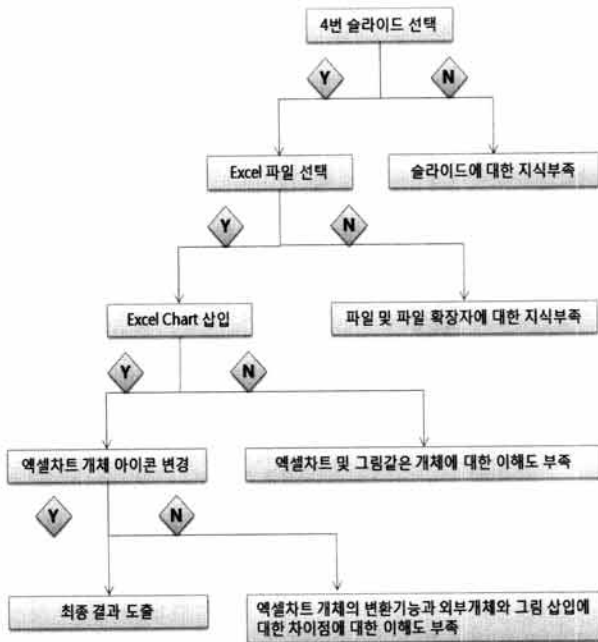 4번 슬라이드 선택
Y
N
Excel 파일 선택
슬라이드에 대한 지식부족
Y
N
Excel Chart 삽입
파일 및 파일 확장자에 대한 지식부족
Y
N
엑셀차트 개체 아이콘 변경
엑셀차트 및 그림같은 개체에 대한 이해도 부족
Y
N
최종 결과 도출
엑셀차트 개체의 변환기능과 외부개체와 그림 삽입에
대한 차이점에 대한 이해도 부족